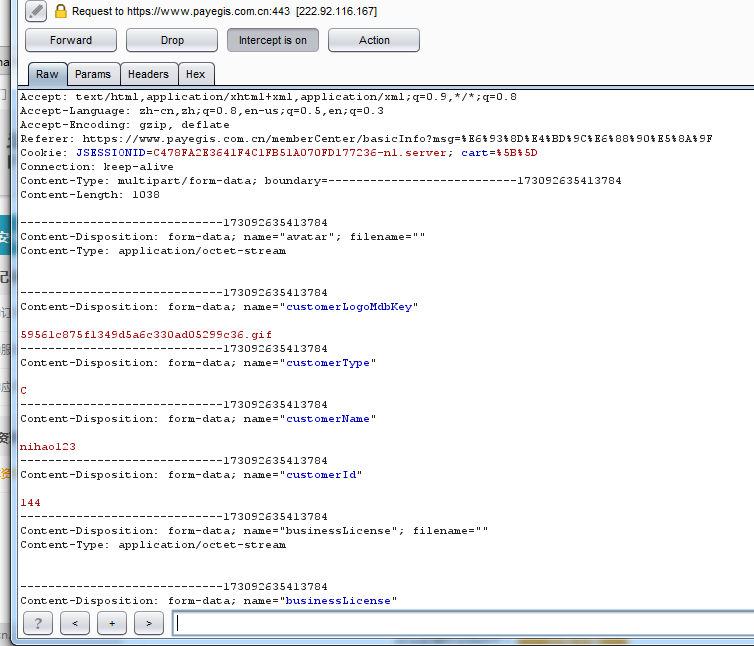 Request to https://www.payegis.com.cn:443 [222.92.116.167]
Forward
Drop
Intercept is on
Action
Raw
Params
Headers
Hex
Accept: text/html,application/xhtml+xml,application/xml;q=0.9,*/*;q=0.8
Accept-Language: zh-cn,zh;q=0.8,en-us;q=0.5,en;q=0.3
Accept-Encoding: gzip, deflate
Referer: https://www.payegis.com.cn/memberCenter/basicInfo?msg=%E6%93%8D%E4%BD%9C%E6%88%90%E5%8A%9F
Cookie: JSESSIONID=C478FA2E3641F4C1FB51A070FD177236-n1.server; cart=%5B%5D
Connection: keep-alive
Content-Type: multipart/form-data; boundary=---------------------------173092635413784
Content-Length: 1038
-----------------------------173092635413784
Content-Disposition: form-data; name="avatar"; filename=""
Content-Type: application/octet-stream
-----------------------------173092635413784
Content-Disposition: form-data; name="customerLogoMdbKey"
59561c875f1349d5a6c330ad05299c36.gif
-----------------------------173092635413784
Content-Disposition: form-data; name="customerType"
C
-----------------------------173092635413784
Content-Disposition: form-data; name="customerName"
nihao123
-----------------------------173092635413784
Content-Disposition: form-data; name="customerId"
144
-----------------------------173092635413784
Content-Disposition: form-data; name="businessLicense"; filename=""
Content-Type: application/octet-stream
-----------------------------173092635413784
Content-Disposition: form-data; name="businessLicense"
?
<
+
>